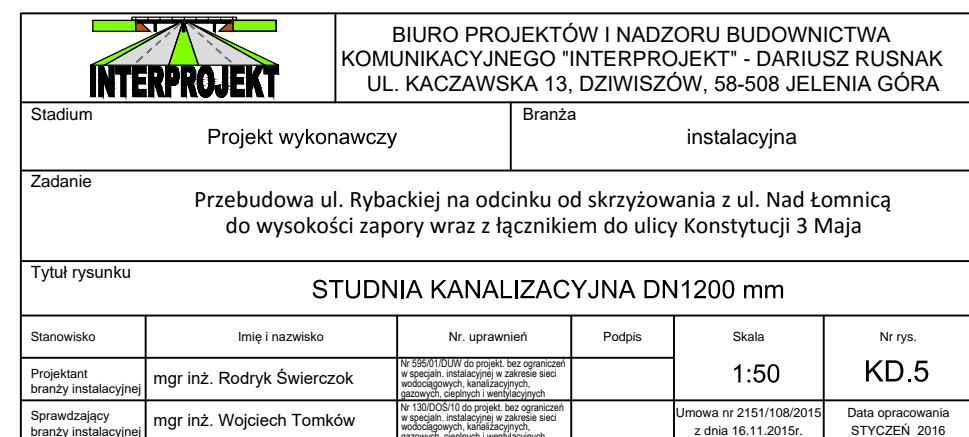 INTERPROJEKT
BIURO PROJEKTÓW I NADZORU BUDOWNICTWA
KOMUNIKACYJNEGO "INTERPROJEKT" - DARIUSZ RUSNAK
UL. KACZAWSKA 13, DZIWISZÓW, 58-508 JELENIA GÓRA
Stadium
Projekt wykonawczy
Branża
instalacyjna
Zadanie
Przebudowa ul. Rybackiej na odcinku od skrzyżowania z ul. Nad Łomnicą
do wysokości zapory wraz z łącznikiem do ulicy Konstytucji 3 Maja
Tytuł rysunku
STUDNIA KANALIZACYJNA DN1200 mm
Stanowisko
Imię i nazwisko
Nr. uprawnień
Podpis
Skala
Nr rys.
Projektant
branży instalacyjnej
mgr inż. Rodryk Świerczok
Nr 595/01/DUW do projekt. bez ograniczeń
w specjaln. instalacyjnej w zakresie sieci
wodociągowych, kanalizacyjnych,
gazowych, cieplnych i wentylacyjnych
1:50
KD.5
Sprawdzający
branży instalacyjnej
mgr inż. Wojciech Tomków
Nr 130/DOŚ/10 do projekt. bez ograniczeń
w specjaln. instalacyjnej w zakresie sieci
wodociągowych, kanalizacyjnych,
gazowych, cieplnych i wentylacyjnych
Umowa nr 2151/108/2015
z dnia 16.11.2015r.
Data opracowania
STYCZEŃ 2016